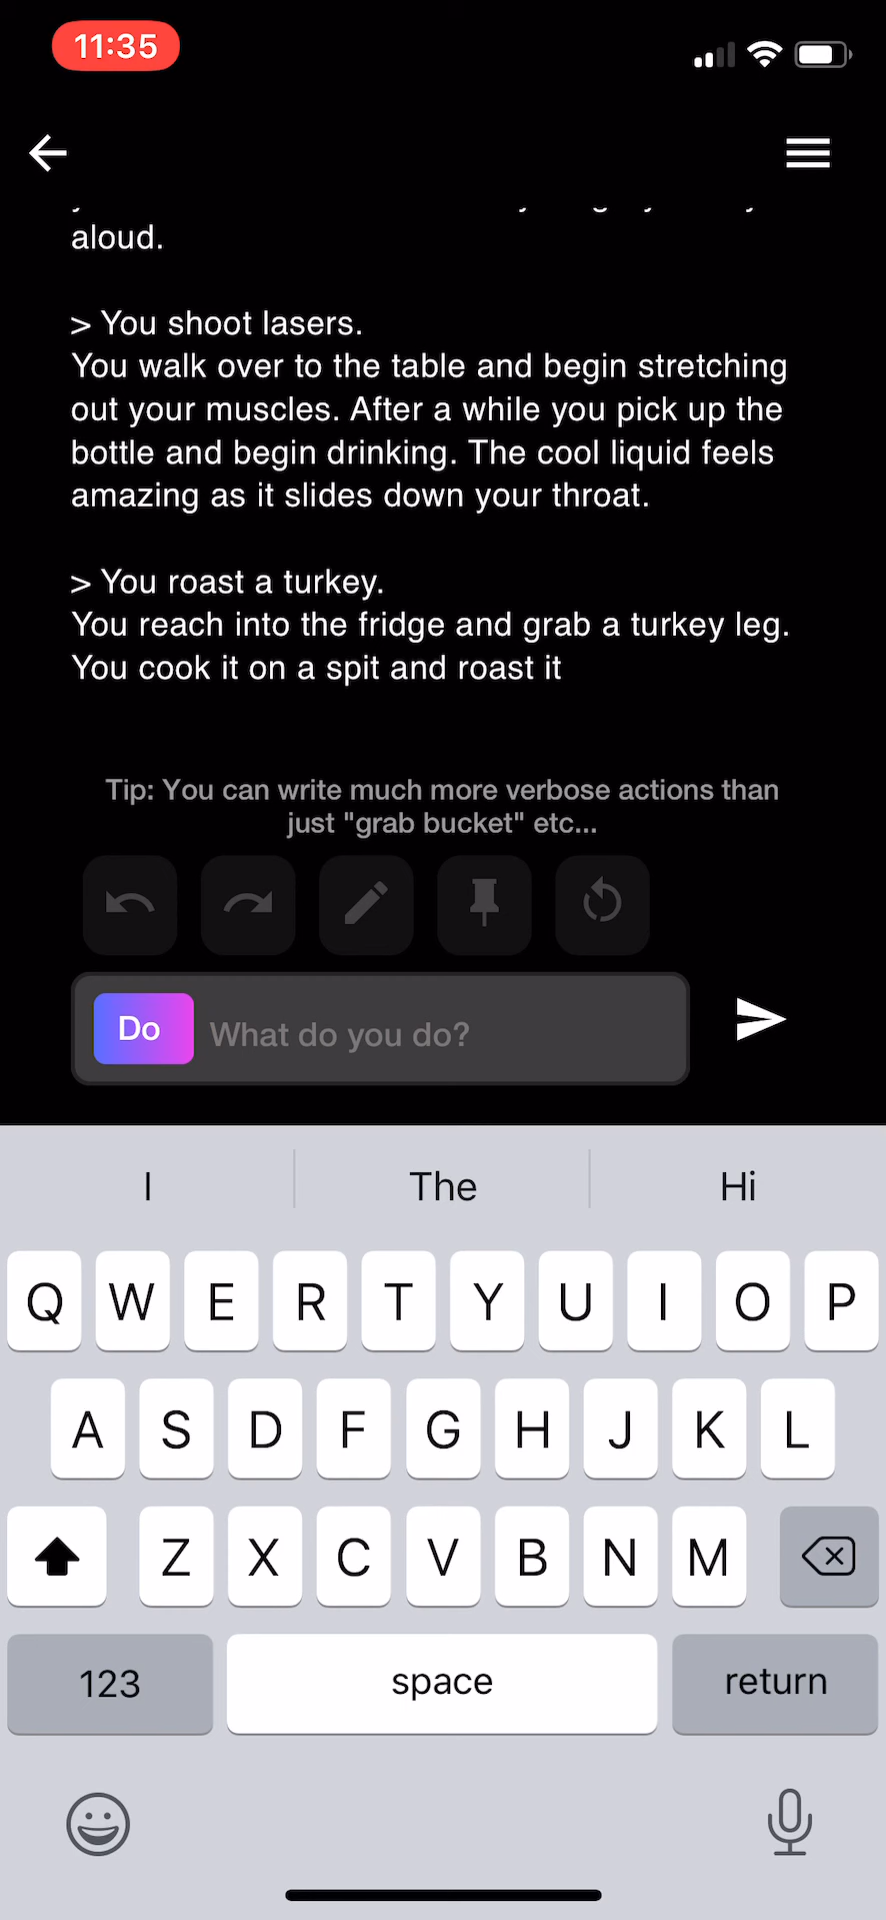 11:35
aloud.
> You shoot lasers.
You walk over to the table and begin stretching
out your muscles. After a while you pick up the
bottle and begin drinking. The cool liquid feels
amazing as it slides down your throat.
> You roast a turkey.
You reach into the fridge and grab a turkey leg.
You cook it on a spit and roast it
Tip: You can write much more verbose actions than
just "grab bucket" etc...
Do What do you do?
I The Hi
Q W E R T Y U I O P
A S D F G H J K L
Z X C V B N M
123 space return